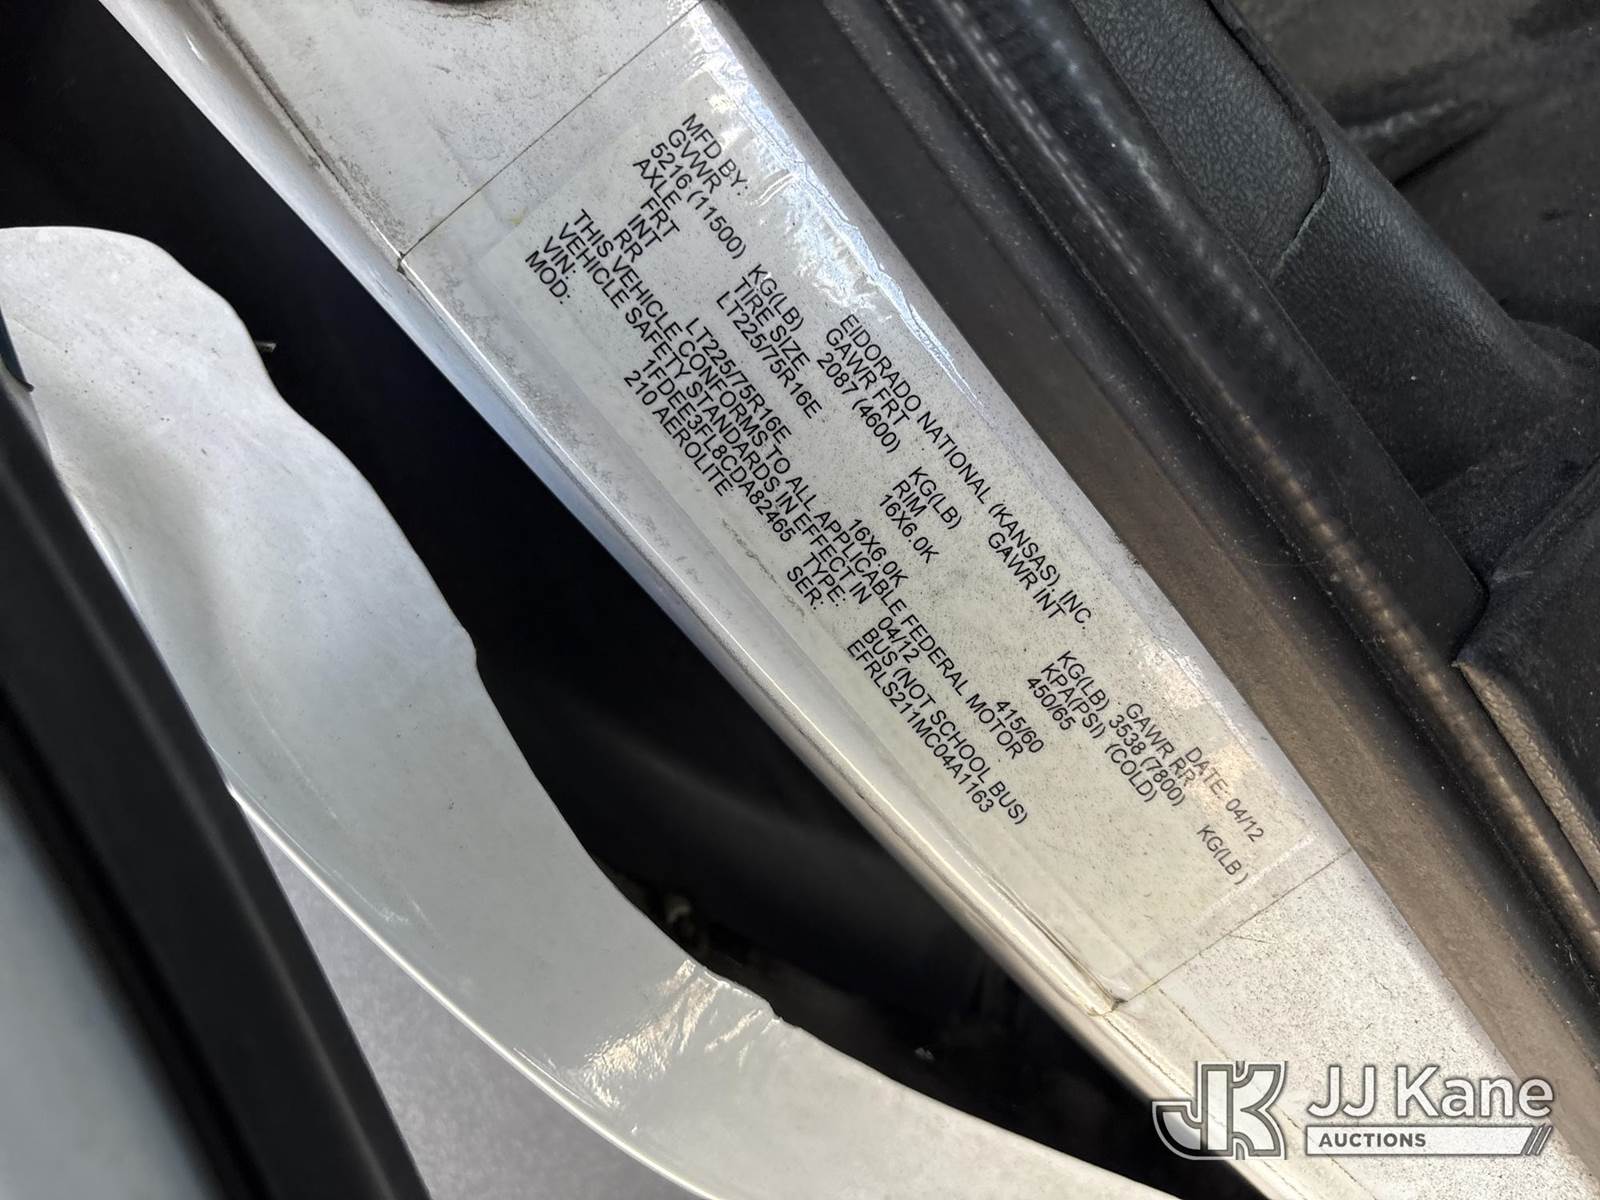 MFD BY: EIDORADO NATIONAL (KANSAS), INC. DATE: 04/12
GVWR KG(LB) GAWR FRT KG(LB) GAWR INT KG(LB) GAWR RR KG(LB )
5216 (11500) 2087 (4600) 3538 (7800)
AXLE TIRE SIZE RIM KPA(PSI) (COLD)
FRT LT225/75R16E 16X6.0K 450/65
INT
RR LT225/75R16E 16X6.0K 415/60
THIS VEHICLE CONFORMS TO ALL APPLICABLE FEDERAL MOTOR
VEHICLE SAFETY STANDARDS IN EFFECT IN 04/12
VIN: 1FDEE3FL8CDA82465 TYPE: BUS (NOT SCHOOL BUS)
MOD: 210 AEROLITE SER: EFRLS211MC04A1163
JK JJ Kane
AUCTIONS